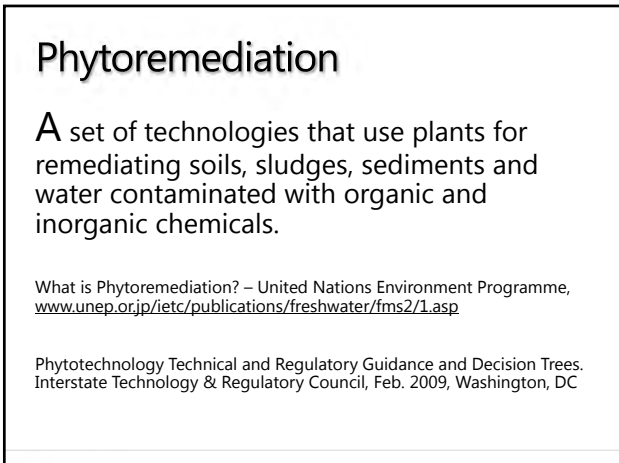 Phytoremediation
A set of technologies that use plants for
remediating soils, sludges, sediments and
water contaminated with organic and
inorganic chemicals.
What is Phytoremediation? – United Nations Environment Programme,
www.unep.or.jp/ietc/publications/freshwater/fms2/1.asp
Phytotechnology Technical and Regulatory Guidance and Decision Trees.
Interstate Technology & Regulatory Council, Feb. 2009, Washington, DC